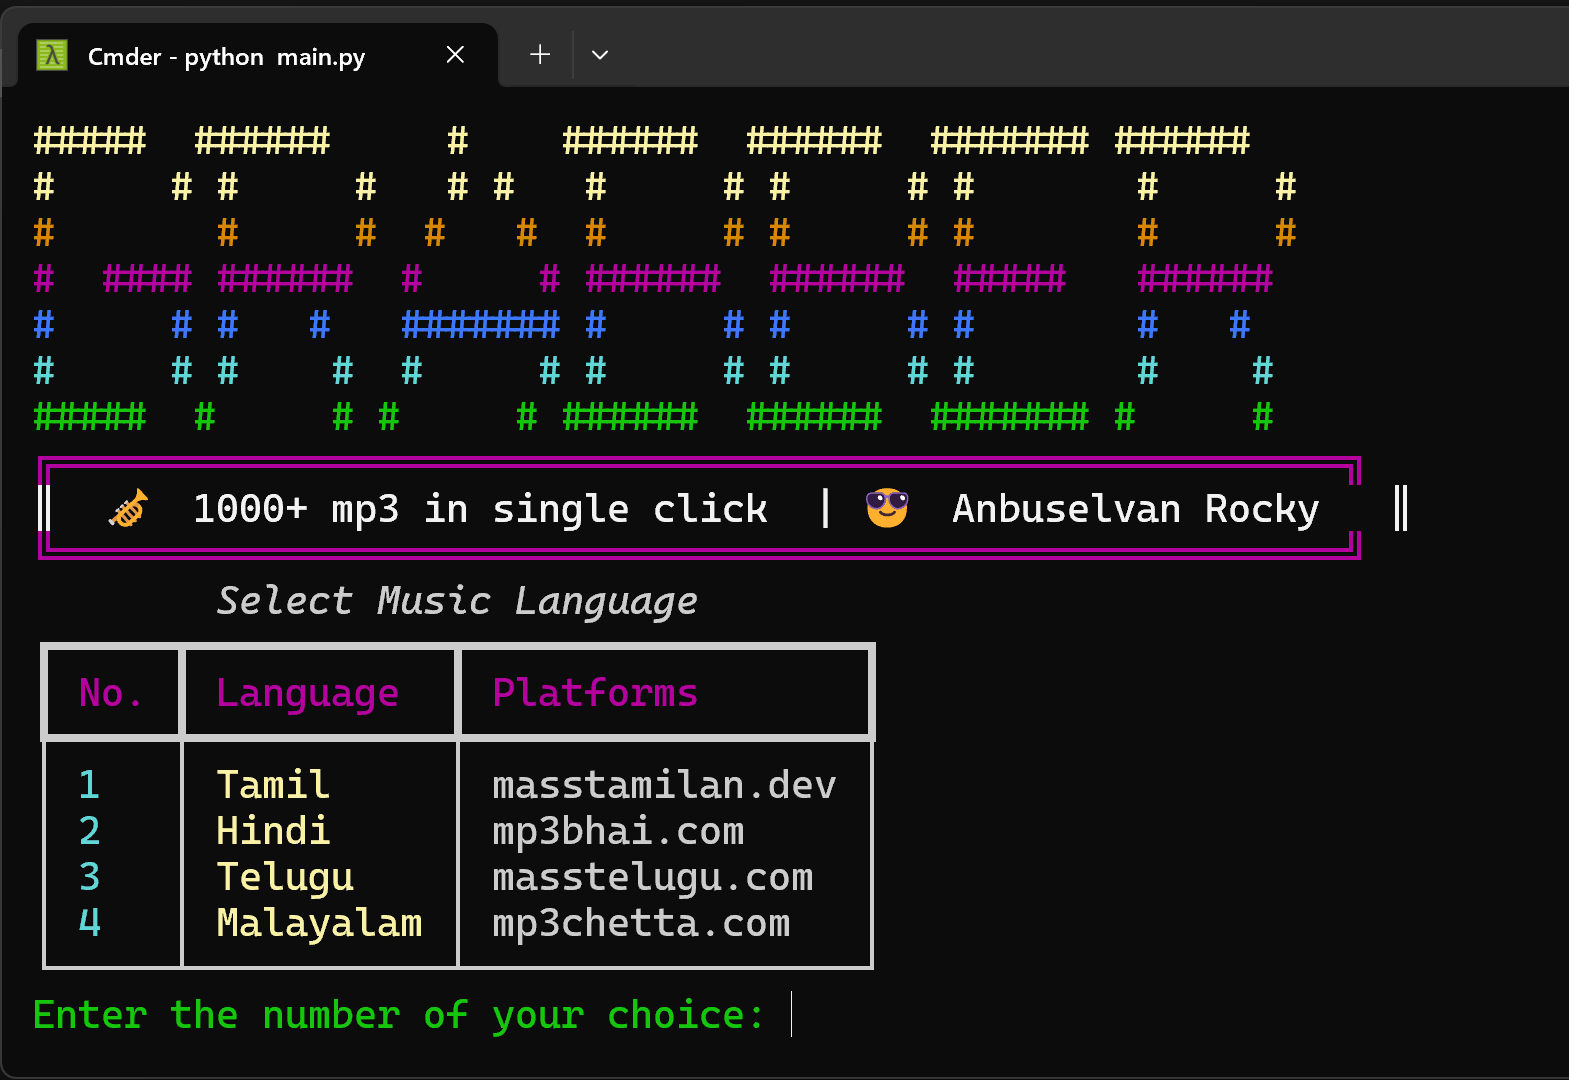 Cmder - python  main.py
#####  ######     #    ######  ######  ####### ######
#     # #     #   # #   #     # #     # #       #     #
#       #     #  #   #  #     # #     # #       #     #
#  #### ######  #     # ######  ######  #####   ######
#     # #   #   ####### #     # #     # #       #   #
#     # #    #  #     # #     # #     # #       #    #
#####  #     # #     # ######  ######  ####### #     #
🎺  1000+ mp3 in single click  | 😎  Anbuselvan Rocky
Select Music Language
No. Language Platforms
1 Tamil masstamilan.dev
2 Hindi mp3bhai.com
3 Telugu masstelugu.com
4 Malayalam mp3chetta.com
Enter the number of your choice: